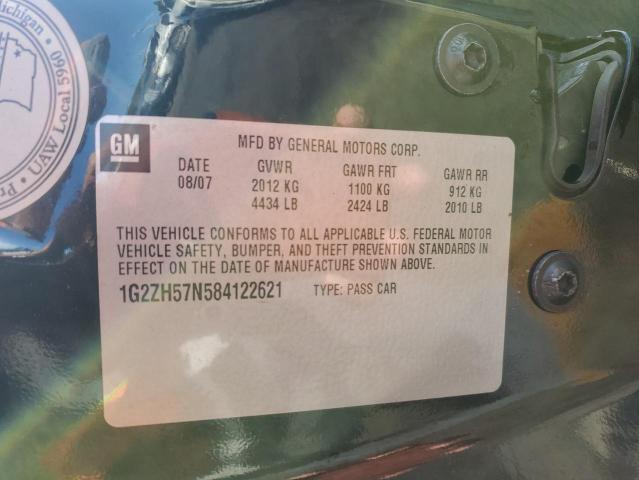 Michigan
UAW Local 5960
GM
MFD BY GENERAL MOTORS CORP.
DATE GVWR GAWR FRT GAWR RR
08/07 2012 KG 1100 KG 912 KG
4434 LB 2424 LB 2010 LB
THIS VEHICLE CONFORMS TO ALL APPLICABLE U.S. FEDERAL MOTOR
VEHICLE SAFETY, BUMPER, AND THEFT PREVENTION STANDARDS IN
EFFECT ON THE DATE OF MANUFACTURE SHOWN ABOVE.
1G2ZH57N584122621 TYPE: PASS CAR